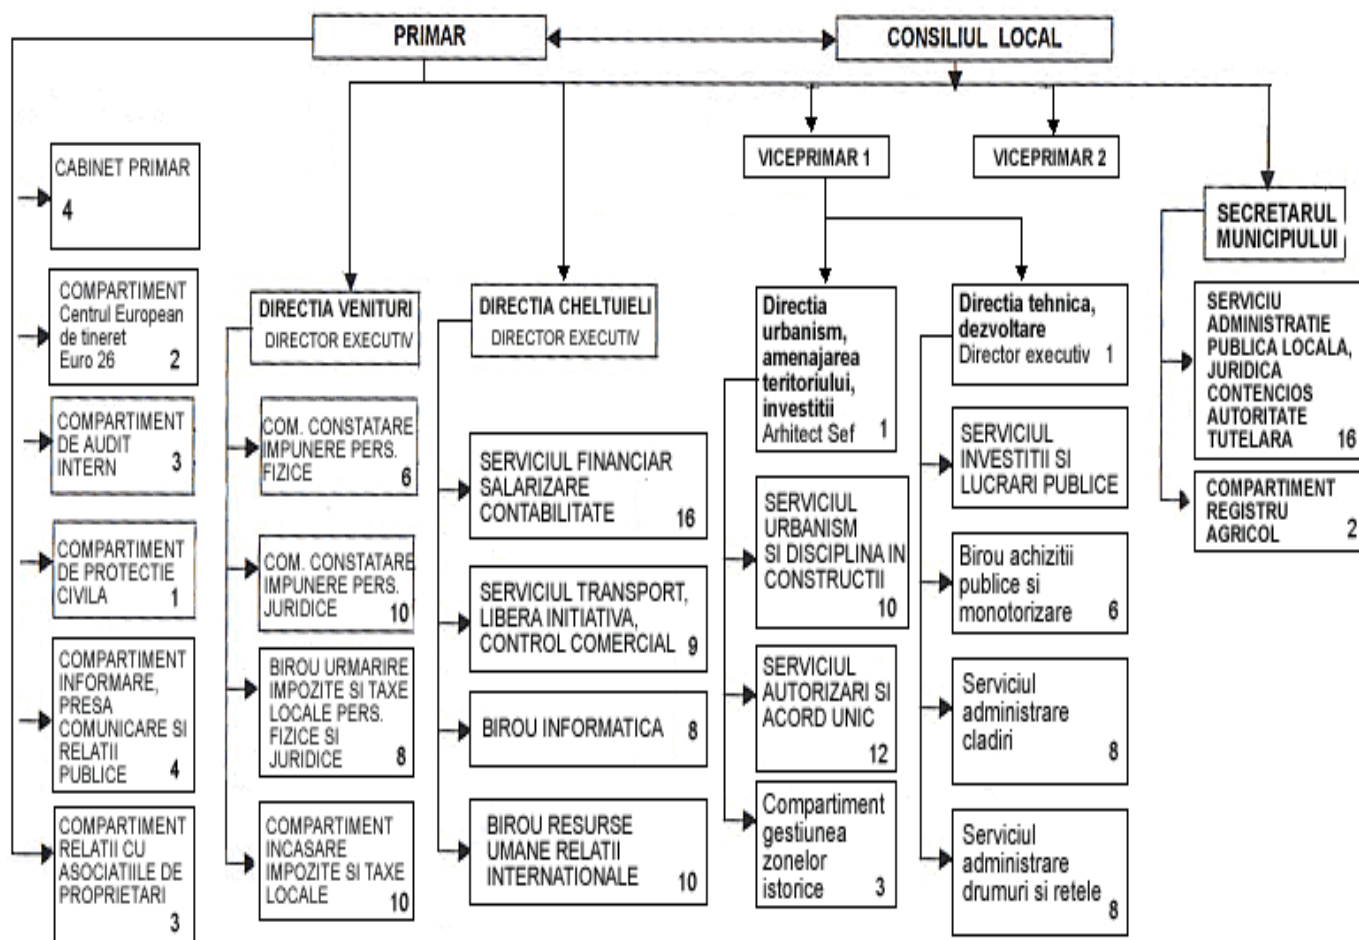 PRIMAR
CONSILIUL LOCAL
VICEPRIMAR 1
VICEPRIMAR 2
SECRETARUL
MUNICIPIULUI
CABINET PRIMAR
4
COMPARTIMENT
Centrul European
de tineret
Euro 26
2
COMPARTIMENT
DE AUDIT
INTERN
3
COMPARTIMENT
DE PROTECTIE
CIVILA
1
COMPARTIMENT
INFORMARE,
PRESA
COMUNICARE SI
RELATII
PUBLICE
4
COMPARTIMENT
RELATII CU
ASOCIATIILE DE
PROPRIETARI
3
DIRECTIA VENITURI
DIRECTOR EXECUTIV
COM. CONSTATARE
IMPUNERE PERS.
FIZICE
6
COM. CONSTATARE
IMPUNERE PERS.
JURIDICE
10
BIROU URMARIRE
IMPOZITE SI TAXE
LOCALE PERS.
FIZICE SI
JURIDICE
8
COMPARTIMENT
INCASARE
IMPOZITE SI TAXE
LOCALE
10
DIRECTIA CHELTUIELI
DIRECTOR EXECUTIV
SERVICIUL FINANCIAR
SALARIZARE
CONTABILITATE
16
SERVICIUL TRANSPORT,
LIBERA INITIATIVA,
CONTROL COMERCIAL
9
BIROU INFORMATICA
8
BIROU RESURSE
UMANE RELATII
INTERNATIONALE
10
Directia
urbanism,
amenajarea
teritoriului,
investitii
Arhitect Sef
1
SERVICIUL
URBANISM
SI DISCIPLINA IN
CONSTRUCTII
10
SERVICIUL
AUTORIZARI SI
ACORD UNIC
12
Compartiment
gestiunea
zonelor
istorice
3
Directia tehnica,
dezvoltare
Director executiv 1
SERVICIUL
INVESTITII SI
LUCRARI PUBLICE
Birou achizitii
publice si
monotorizare
6
Serviciul
administrare
cladiri
8
Serviciul
administrare
drumuri si retele
8
SERVICIU
ADMINISTRATIE
PUBLICA LOCALA,
JURIDICA
CONTENCIOS
AUTORITATE
TUTELARA
16
COMPARTIMENT
REGISTRU
AGRICOL
2